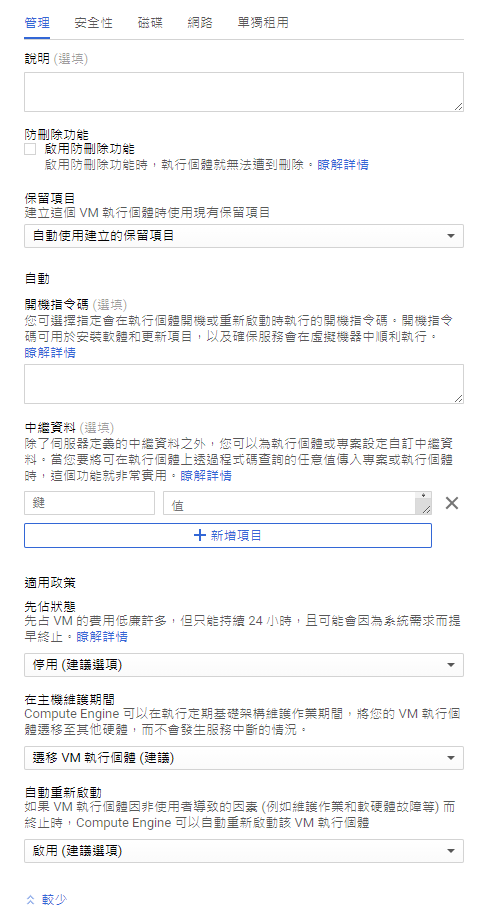 管理 安全性 磁碟 網路 單獨租用
說明 (選填)
防刪除功能
啟用防刪除功能
啟用防刪除功能時，執行個體就無法遭到刪除。瞭解詳情
保留項目
建立這個 VM 執行個體時使用現有保留項目
自動使用建立的保留項目
自動
開機指令碼 (選填)
您可選擇指定會在執行個體開機或重新啟動時執行的開機指令碼。開機指令
碼可用於安裝軟體和更新項目，以及確保服務會在虛擬機器中順利執行。
瞭解詳情
中繼資料 (選填)
除了伺服器定義的中繼資料之外，您可以為執行個體或專案設定自訂中繼資
料。當您要將可在執行個體上透過程式碼查詢的任意值傳入專案或執行個體
時，這個功能就非常實用。瞭解詳情
鍵 值
新增項目
適用政策
先佔狀態
先占 VM 的費用低廉許多，但只能持續 24 小時，且可能會因為系統需求而提
早終止。瞭解詳情
停用 (建議選項)
在主機維護期間
Compute Engine 可以在執行定期基礎架構維護作業期間，將您的 VM 執行個
體遷移至其他硬體，而不會發生服務中斷的情況。
遷移 VM 執行個體 (建議)
自動重新啟動
如果 VM 執行個體因非使用者導致的因素 (例如維護作業和軟硬體故障等) 而
終止時，Compute Engine 可以自動重新啟動該 VM 執行個體
啟用 (建議選項)
較少